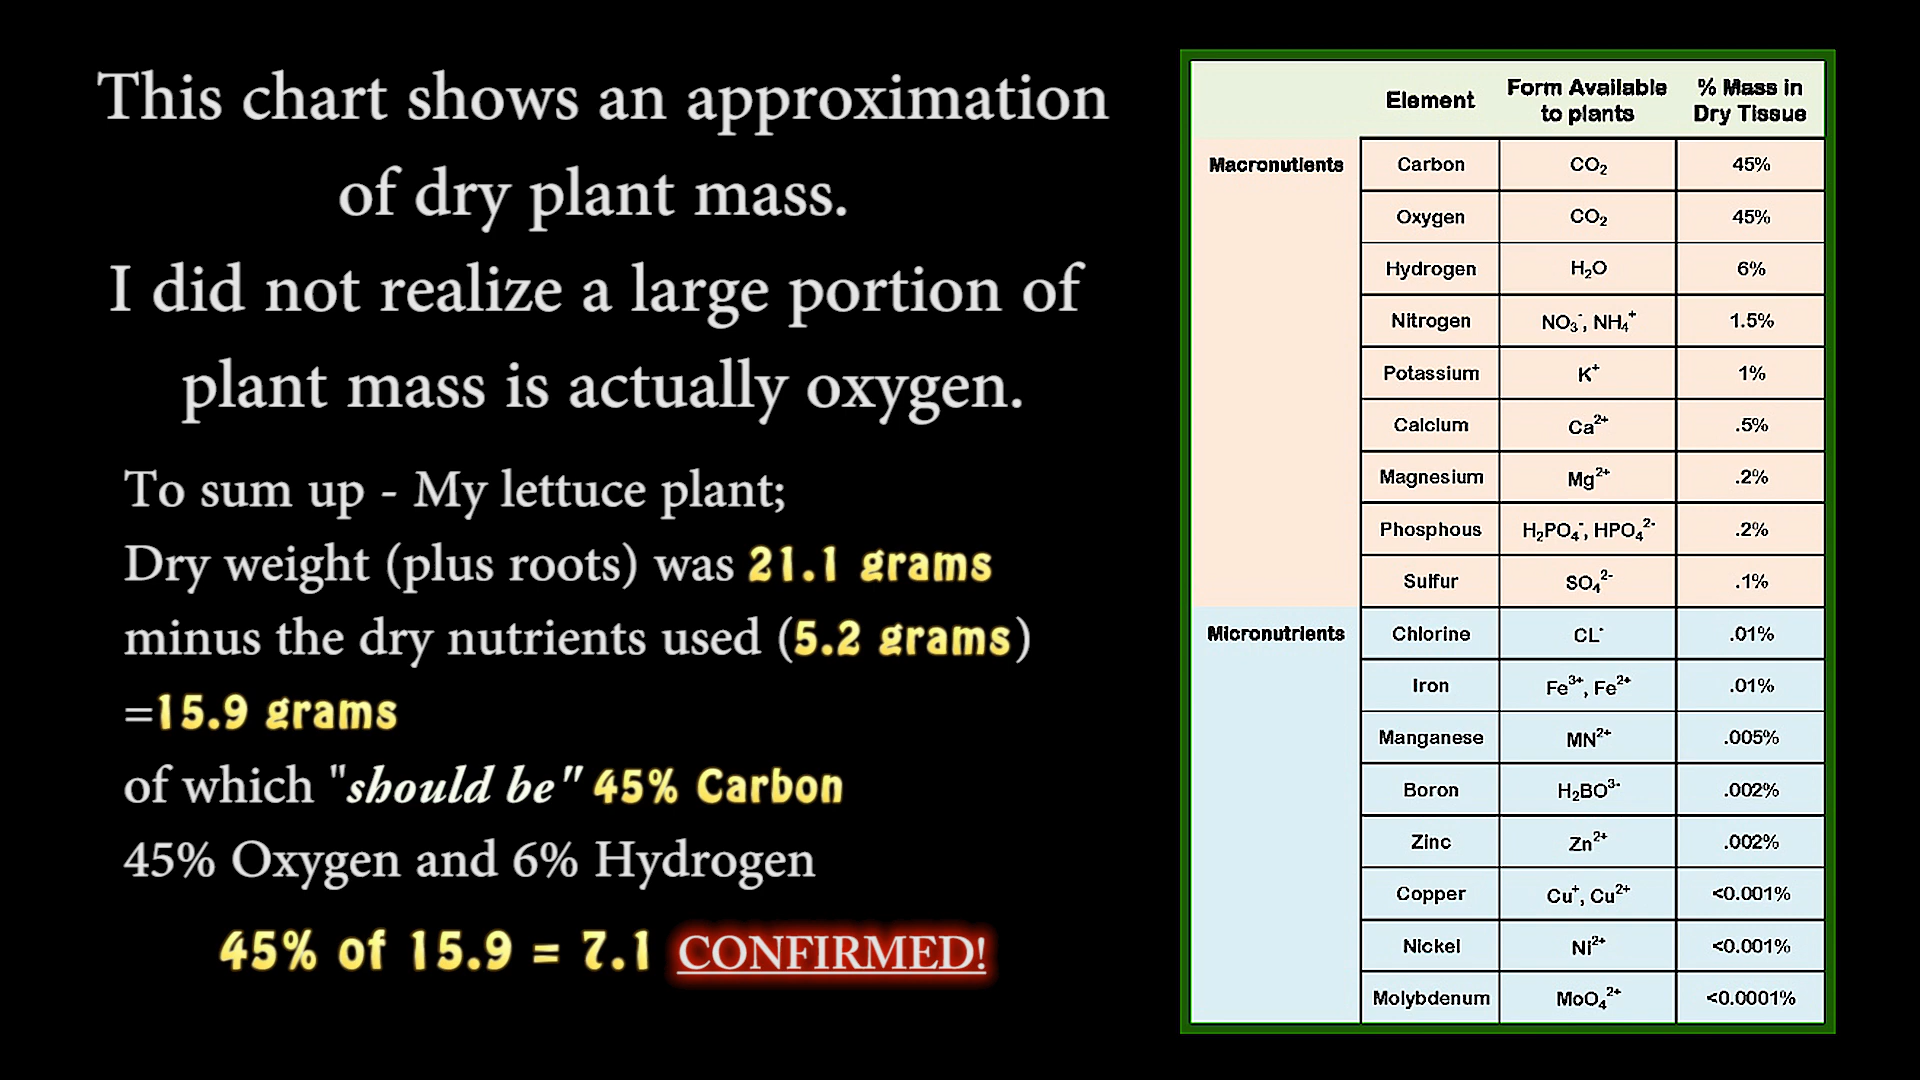 This chart shows an approximation
of dry plant mass.
I did not realize a large portion of
plant mass is actually oxygen.
To sum up - My lettuce plant;
Dry weight (plus roots) was 21.1 grams
minus the dry nutrients used (5.2 grams)
=15.9 grams
of which "should be" 45% Carbon
45% Oxygen and 6% Hydrogen
45% of 15.9 = 7.1 CONFIRMED!
Element Form Available to plants % Mass in Dry Tissue
Macronutients Carbon CO₂ 45%
Oxygen CO₂ 45%
Hydrogen H₂O 6%
Nitrogen NO₃⁻, NH₄⁺ 1.5%
Potassium K⁺ 1%
Calcium Ca²⁺ .5%
Magnesium Mg²⁺ .2%
Phosphous H₂PO₄⁻, HPO₄²⁻ .2%
Sulfur SO₄²⁻ .1%
Micronutrients Chlorine CL⁻ .01%
Iron Fe³⁺, Fe²⁺ .01%
Manganese MN²⁺ .005%
Boron H₂BO³⁻ .002%
Zinc Zn²⁺ .002%
Copper Cu⁺, Cu²⁺ <0.001%
Nickel Ni²⁺ <0.001%
Molybdenum MoO₄²⁺ <0.0001%